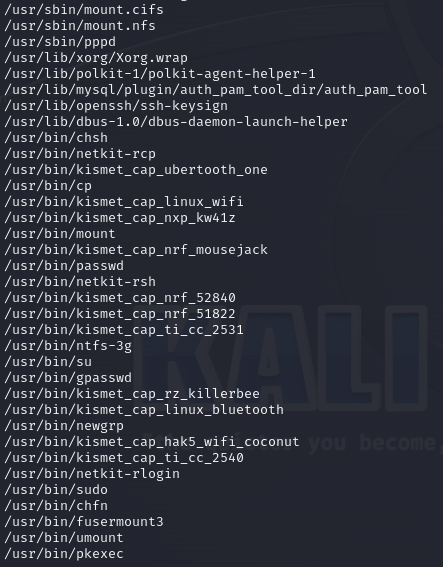 /usr/sbin/mount.cifs
/usr/sbin/mount.nfs
/usr/sbin/pppd
/usr/lib/xorg/Xorg.wrap
/usr/lib/polkit-1/polkit-agent-helper-1
/usr/lib/mysql/plugin/auth_pam_tool_dir/auth_pam_tool
/usr/lib/openssh/ssh-keysign
/usr/lib/dbus-1.0/dbus-daemon-launch-helper
/usr/bin/chsh
/usr/bin/netkit-rcp
/usr/bin/kismet_cap_ubertooth_one
/usr/bin/cp
/usr/bin/kismet_cap_linux_wifi
/usr/bin/kismet_cap_nxp_kw41z
/usr/bin/mount
/usr/bin/kismet_cap_nrf_mousejack
/usr/bin/passwd
/usr/bin/netkit-rsh
/usr/bin/kismet_cap_nrf_52840
/usr/bin/kismet_cap_nrf_51822
/usr/bin/kismet_cap_ti_cc_2531
/usr/bin/ntfs-3g
/usr/bin/su
/usr/bin/gpasswd
/usr/bin/kismet_cap_rz_killerbee
/usr/bin/kismet_cap_linux_bluetooth
/usr/bin/newgrp
/usr/bin/kismet_cap_hak5_wifi_coconut
/usr/bin/kismet_cap_ti_cc_2540
/usr/bin/netkit-rlogin
/usr/bin/sudo
/usr/bin/chfn
/usr/bin/fusermount3
/usr/bin/umount
/usr/bin/pkexec
KALI
you become,